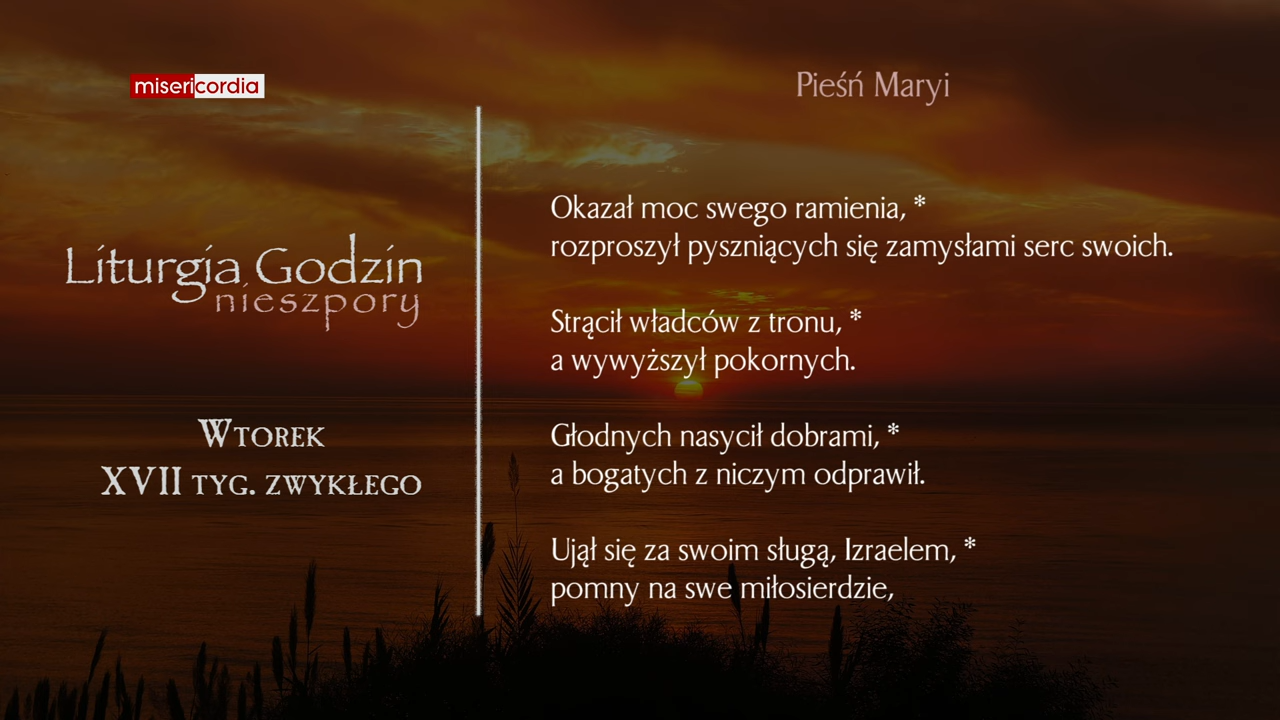 misericordia
Liturgia Godzin
nieszpory
Wtorek
XVII tyg. zwykłego
Pieśń Maryi
Okazał moc swego ramienia, *
rozproszył pyszniących się zamysłami serc swoich.
Strącił władców z tronu, *
a wywyższył pokornych.
Głodnych nasycił dobrami, *
a bogatych z niczym odprawił.
Ujął się za swoim sługą, Izraelem, *
pomny na swe miłosierdzie,